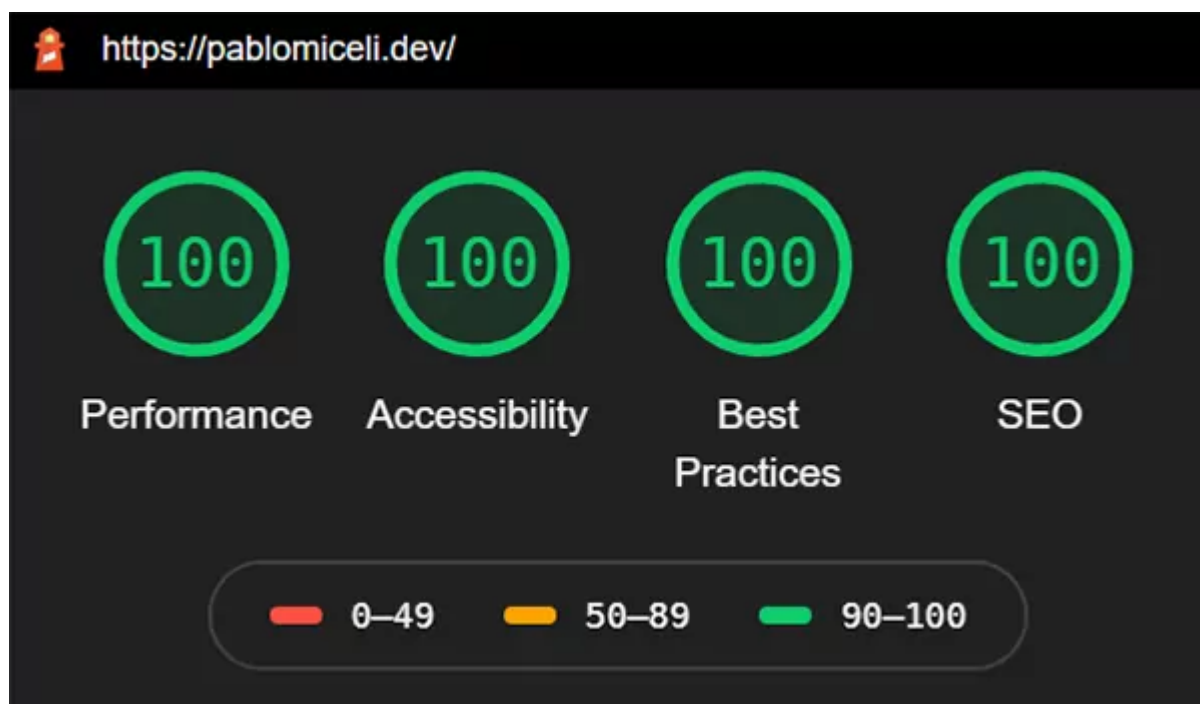 https://pablomiceli.dev/
100 100 100 100
Performance Accessibility Best SEO
Practices
0–49 50–89 90–100